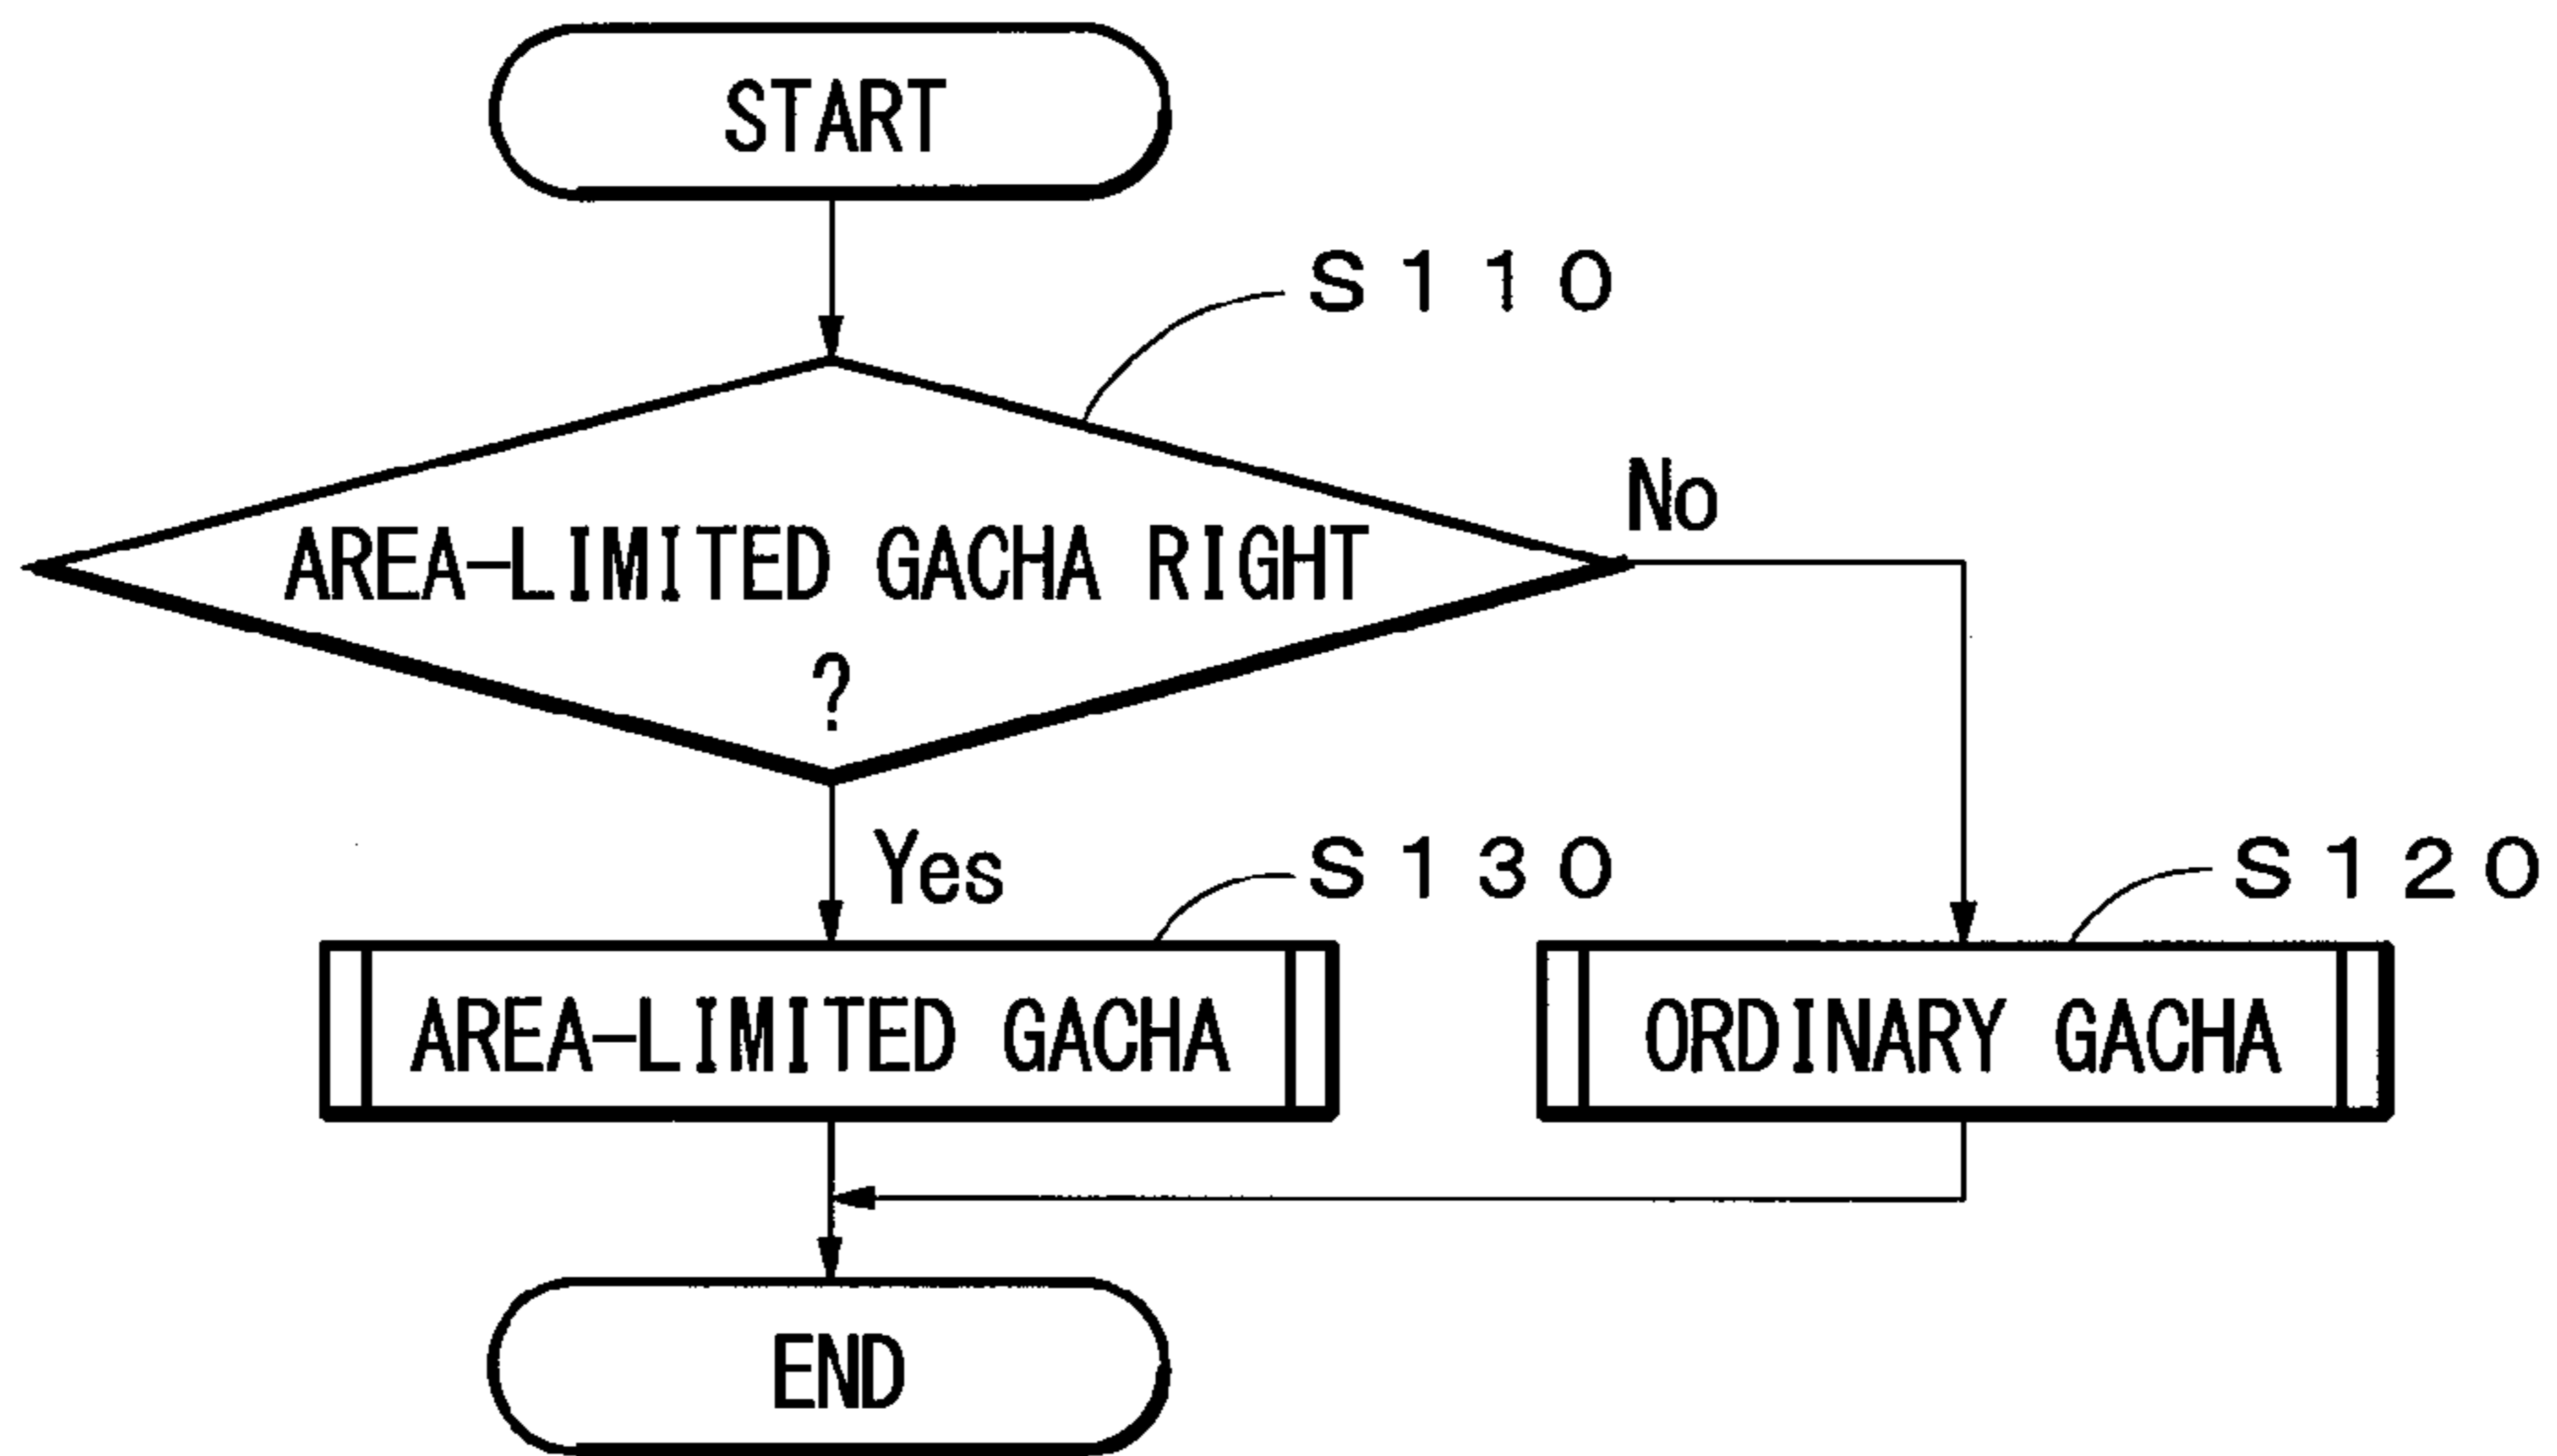 START
S110
No
AREA-LIMITED GACHA RIGHT
?
Yes
S130
S120
AREA-LIMITED GACHA
ORDINARY GACHA
END